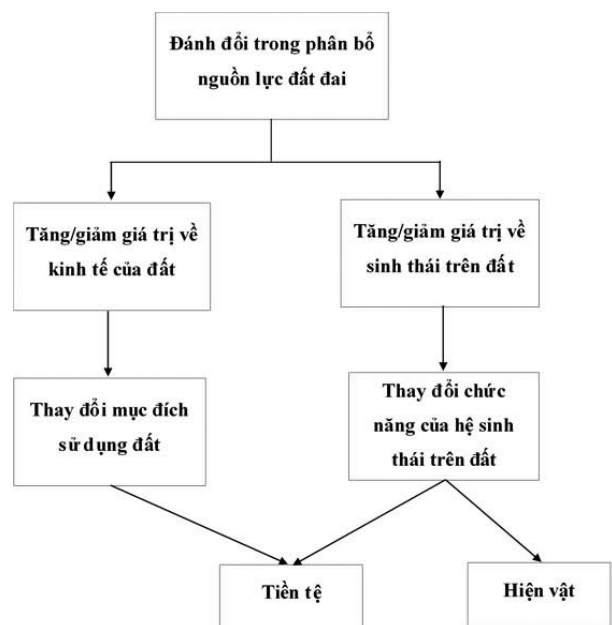 Đánh đổi trong phân bổ
nguồn lực đất đai
Tăng/giảm giá trị về
kinh tế của đất
Tăng/giảm giá trị về
sinh thái trên đất
Thay đổi mục đích
sử dụng đất
Thay đổi chức
năng của hệ sinh
thái trên đất
Tiền tệ
Hiện vật